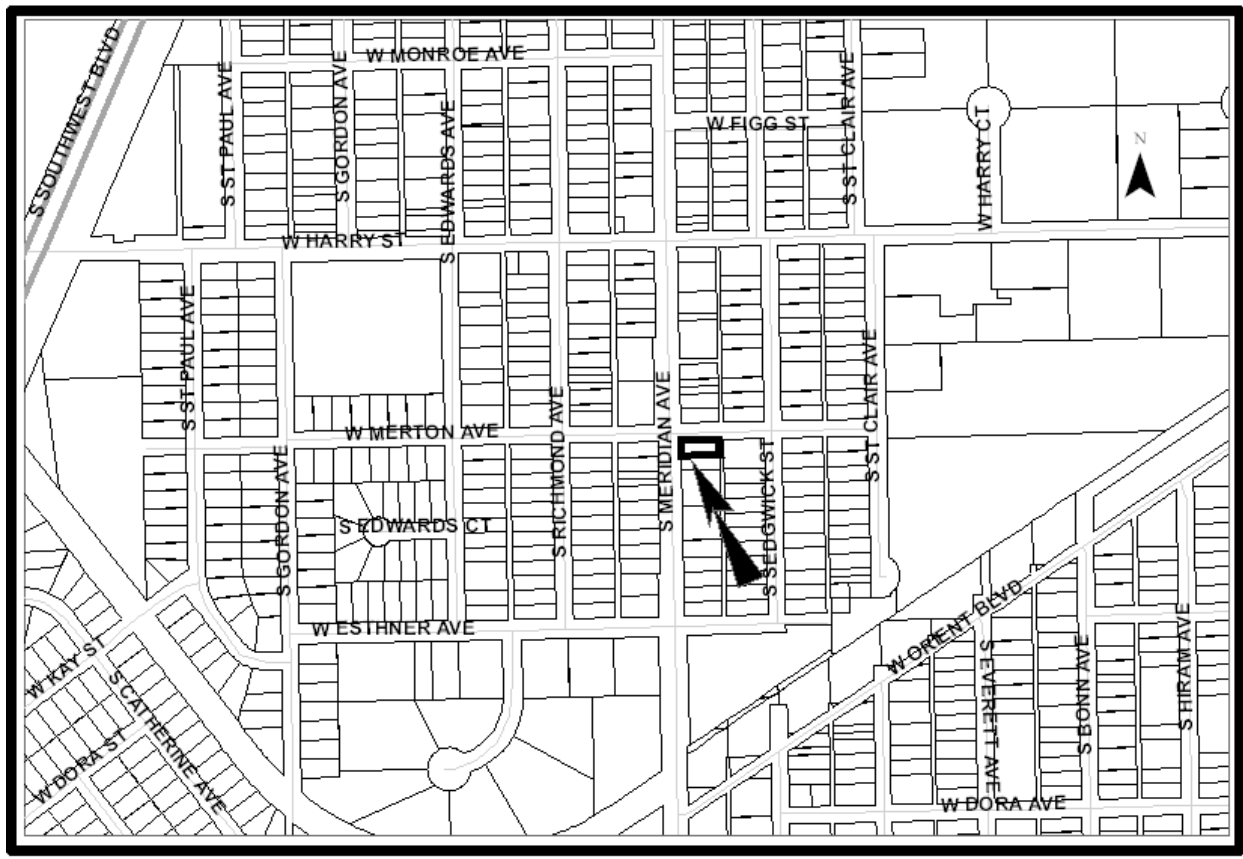 S SOUTHWEST BLVD
W MONROE AVE
S ST PAUL AVE
S GORDON AVE
S EDWARDS AVE
W FIGG ST
S ST CLAIR AVE
W HARRY CT
N
W HARRY ST
S ST PAUL AVE
S ST CLAIR AVE
S MERIDIAN AVE
S RICHMOND AVE
W MERTON AVE
S GORDON AVE
S SEDGWICK ST
S EDWARDS CT
W ESTHNER AVE
W ORIENT BLVD
W KAY ST
S CATHERINE AVE
S EVERETT AVE
S BONN AVE
S HIRAM AVE
W DORA ST
W DORA AVE